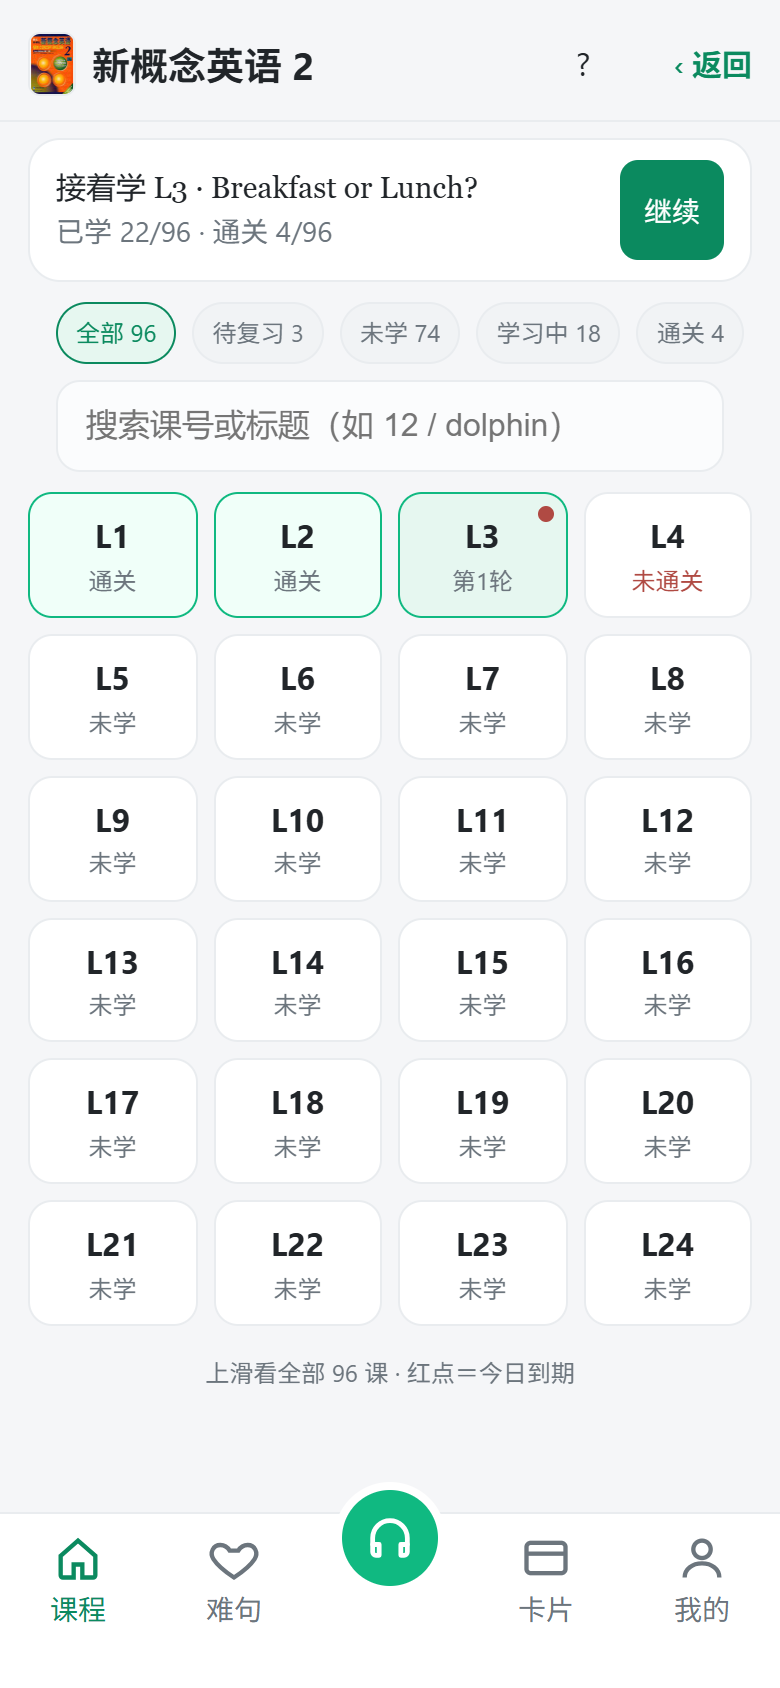 新概念英语 2
?
‹ 返回
接着学 L3 · Breakfast or Lunch?
已学 22/96 · 通关 4/96
继续
全部 96 待复习 3 未学 74 学习中 18 通关 4
搜索课号或标题（如 12 / dolphin）
L1 L2 L3 L4
通关 通关 第1轮 未通关
L5 L6 L7 L8
未学 未学 未学 未学
L9 L10 L11 L12
未学 未学 未学 未学
L13 L14 L15 L16
未学 未学 未学 未学
L17 L18 L19 L20
未学 未学 未学 未学
L21 L22 L23 L24
未学 未学 未学 未学
上滑看全部 96 课 · 红点＝今日到期
课程 难句 卡片 我的